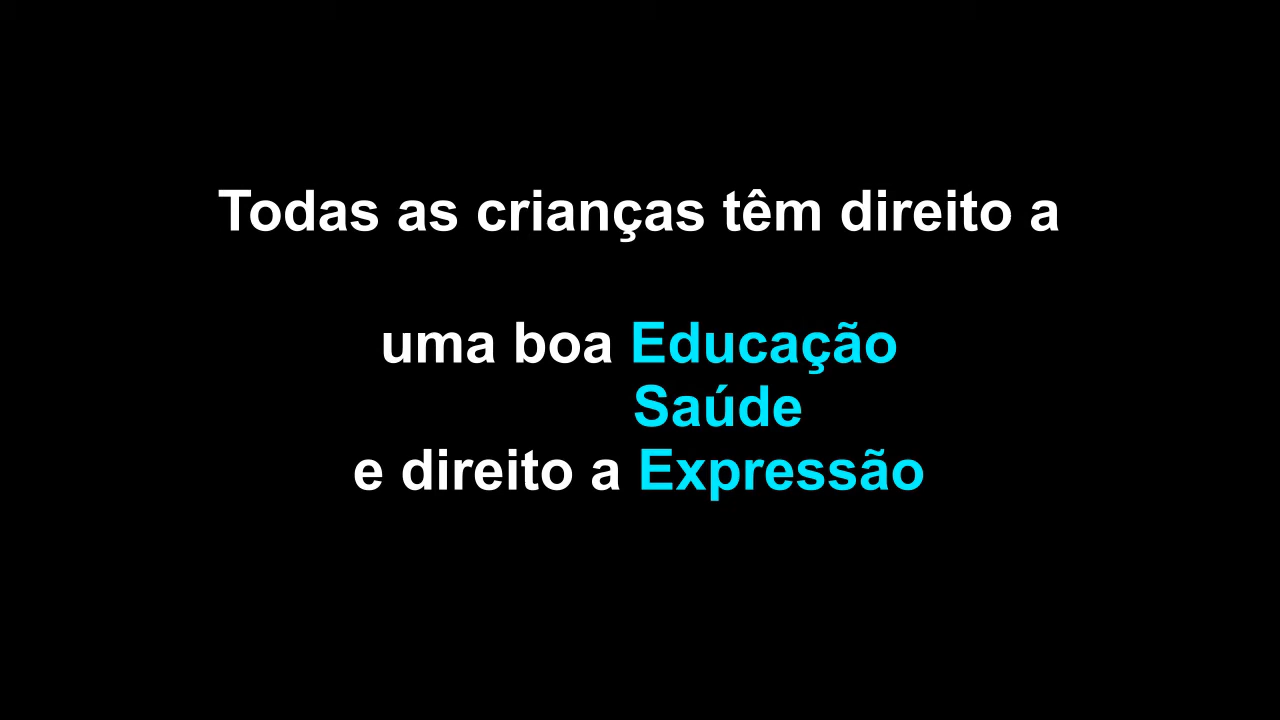 Todas as crianças têm direito a
uma boa Educação
Saúde
e direito a Expressão